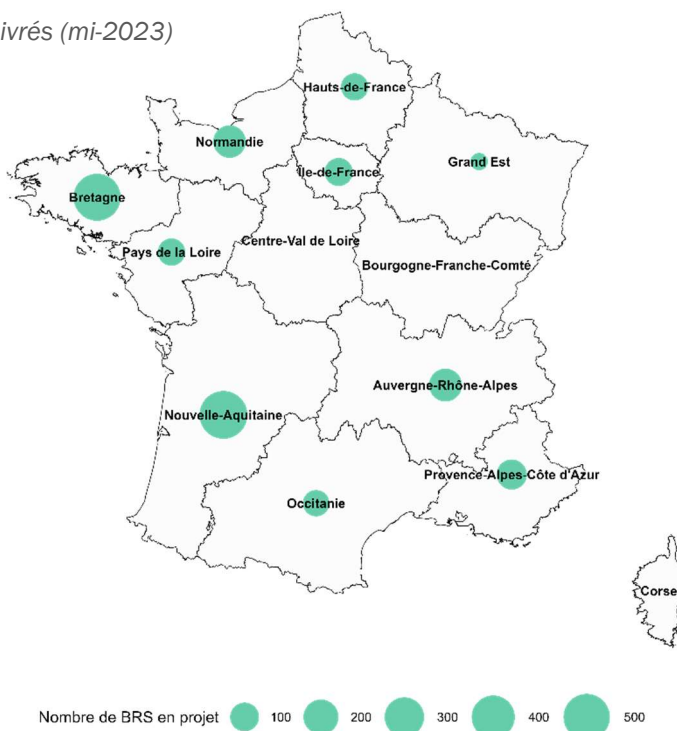 ivrés (mi-2023)
Hauts-de-France
Normandie
Grand Est
Île-de-France
Bretagne
Centre-Val de Loire
Pays de la Loire
Bourgogne-Franche-Comté
Auvergne-Rhône-Alpes
Nouvelle-Aquitaine
Provence-Alpes-Côte d'Azur
Occitanie
Corse
Nombre de BRS en projet 100 200 300 400 500